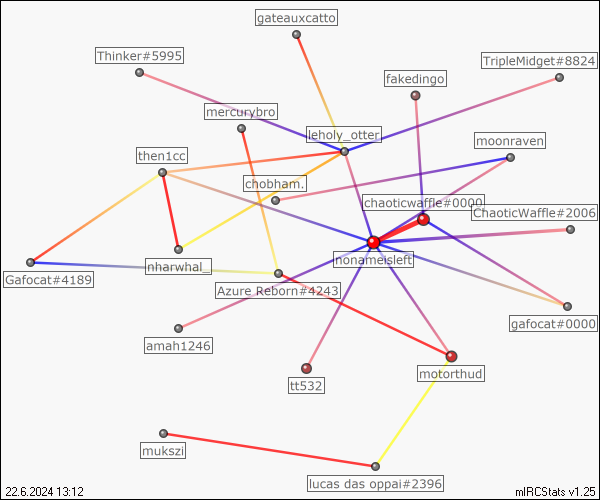 gateauxcatto
Thinker#5995
TripleMidget#8824
fakedingo
mercurybro
leholy_otter
moonraven
then1cc
chobham.
chaoticwaffle#0000
ChaoticWaffle#2006
nonameisleft
nharwhal_
Gafocat#4189
Azure Reborn#4243
gafocat#0000
amah1246
motorthud
tt532
mukszi
lucas das oppai#2396
22.6.2024 13:12
mIRCStats v1.25